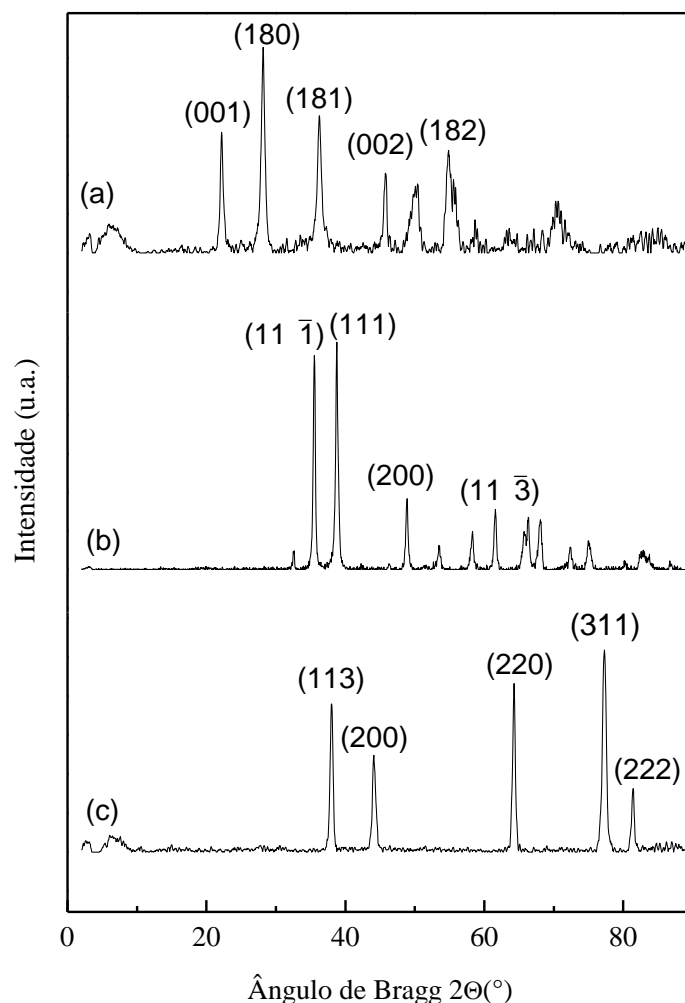 (180)
(001)
(181)
(002)
(182)
(a)
(11 1̅)
(111)
(200)
(11 3̅)
(b)
(311)
(113)
(220)
(200)
(222)
(c)
Intensidade (u.a.)
0 20 40 60 80
Ângulo de Bragg 2Θ(°)